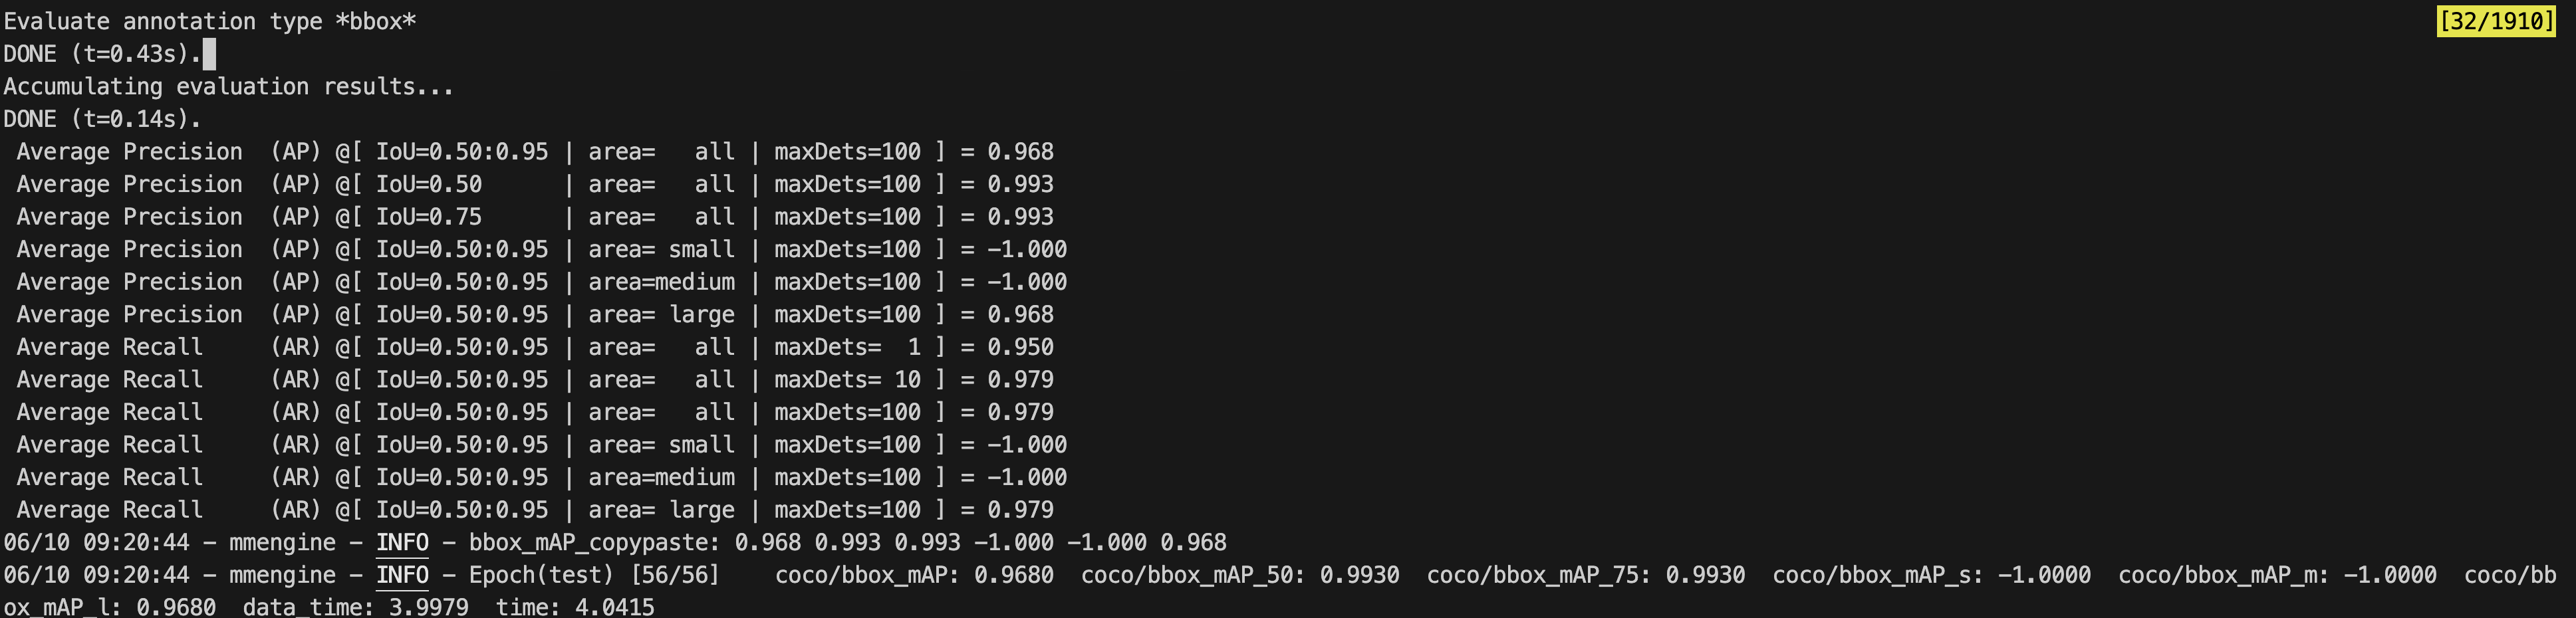 Evaluate annotation type *bbox* [32/1910]
DONE (t=0.43s).
Accumulating evaluation results...
DONE (t=0.14s).
 Average Precision  (AP) @[ IoU=0.50:0.95 | area=   all | maxDets=100 ] = 0.968
 Average Precision  (AP) @[ IoU=0.50      | area=   all | maxDets=100 ] = 0.993
 Average Precision  (AP) @[ IoU=0.75      | area=   all | maxDets=100 ] = 0.993
 Average Precision  (AP) @[ IoU=0.50:0.95 | area= small | maxDets=100 ] = -1.000
 Average Precision  (AP) @[ IoU=0.50:0.95 | area=medium | maxDets=100 ] = -1.000
 Average Precision  (AP) @[ IoU=0.50:0.95 | area= large | maxDets=100 ] = 0.968
 Average Recall     (AR) @[ IoU=0.50:0.95 | area=   all | maxDets=  1 ] = 0.950
 Average Recall     (AR) @[ IoU=0.50:0.95 | area=   all | maxDets= 10 ] = 0.979
 Average Recall     (AR) @[ IoU=0.50:0.95 | area=   all | maxDets=100 ] = 0.979
 Average Recall     (AR) @[ IoU=0.50:0.95 | area= small | maxDets=100 ] = -1.000
 Average Recall     (AR) @[ IoU=0.50:0.95 | area=medium | maxDets=100 ] = -1.000
 Average Recall     (AR) @[ IoU=0.50:0.95 | area= large | maxDets=100 ] = 0.979
06/10 09:20:44 - mmengine - INFO - bbox_mAP_copypaste: 0.968 0.993 0.993 -1.000 -1.000 0.968
06/10 09:20:44 - mmengine - INFO - Epoch(test) [56/56]    coco/bbox_mAP: 0.9680  coco/bbox_mAP_50: 0.9930  coco/bbox_mAP_75: 0.9930  coco/bbox_mAP_s: -1.0000  coco/bbox_mAP_m: -1.0000  coco/bb
ox_mAP_l: 0.9680  data_time: 3.9979  time: 4.0415